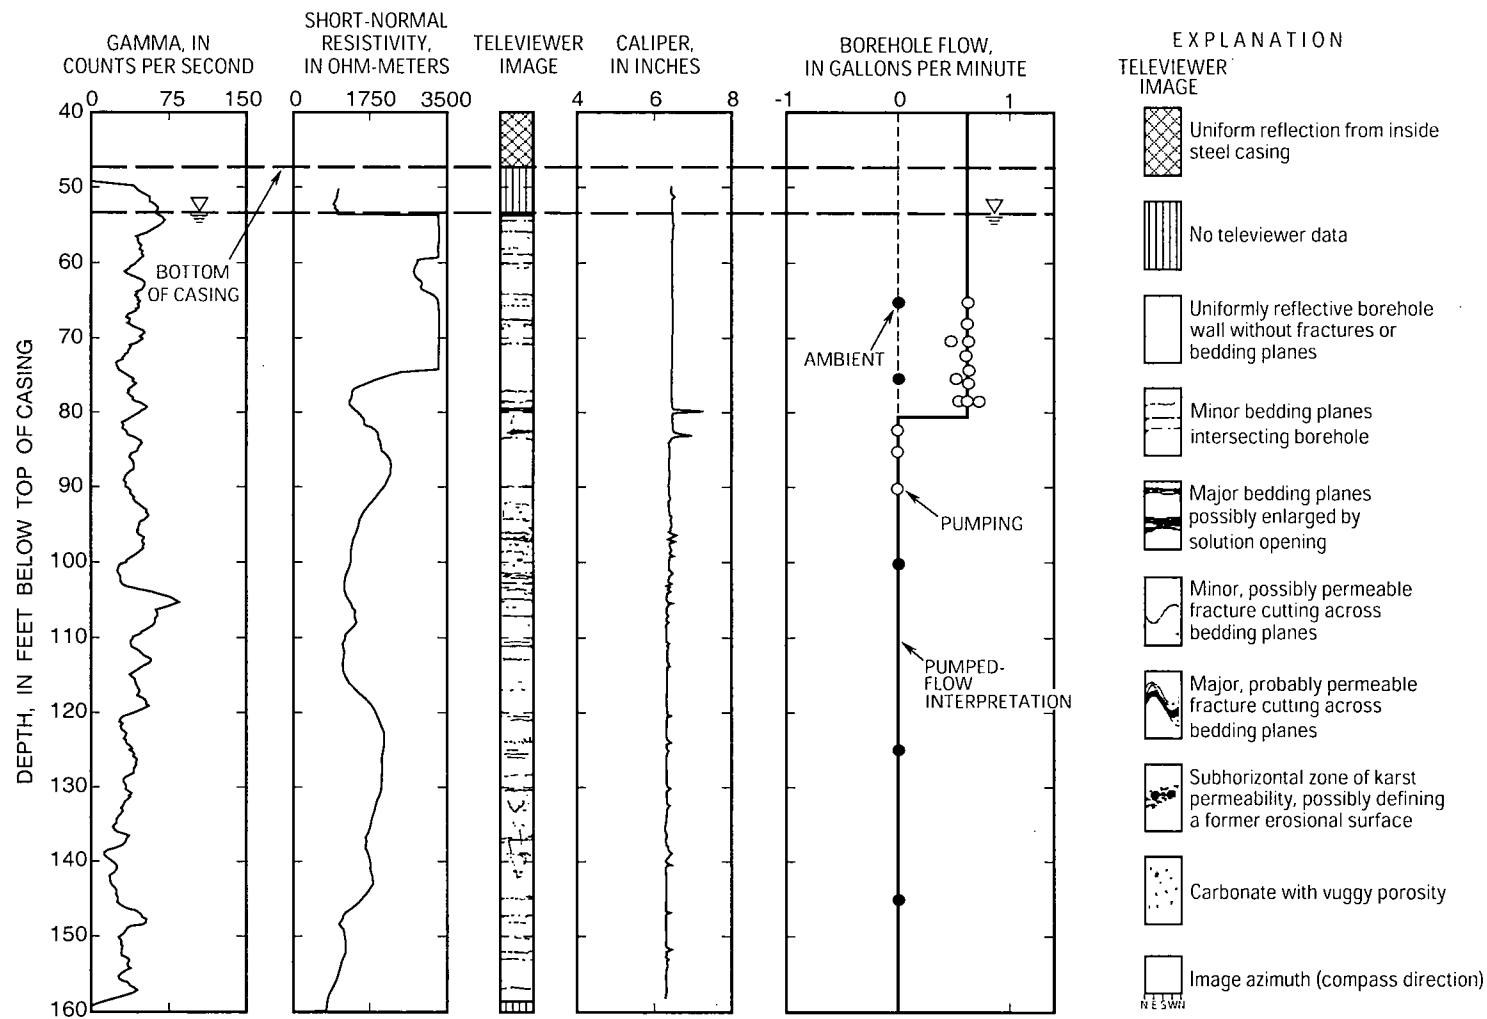 GAMMA, IN
COUNTS PER SECOND
0 75 150
SHORT-NORMAL
RESISTIVITY,
IN OHM-METERS
0 1750 3500
TELEVIEWER
IMAGE
CALIPER,
IN INCHES
4 6 8
BOREHOLE FLOW,
IN GALLONS PER MINUTE
-1 0 1
DEPTH, IN FEET BELOW TOP OF CASING
40
50
60
70
80
90
100
110
120
130
140
150
160
BOTTOM
OF CASING
AMBIENT
PUMPING
PUMPED-
FLOW
INTERPRETATION
EXPLANATION
TELEVIEWER
IMAGE
Uniform reflection from inside
steel casing
No televiewer data
Uniformly reflective borehole
wall without fractures or
bedding planes
Minor bedding planes
intersecting borehole
Major bedding planes
possibly enlarged by
solution opening
Minor, possibly permeable
fracture cutting across
bedding planes
Major, probably permeable
fracture cutting across
bedding planes
Subhorizontal zone of karst
permeability, possibly defining
a former erosional surface
Carbonate with vuggy porosity
Image azimuth (compass direction)
N E S W N